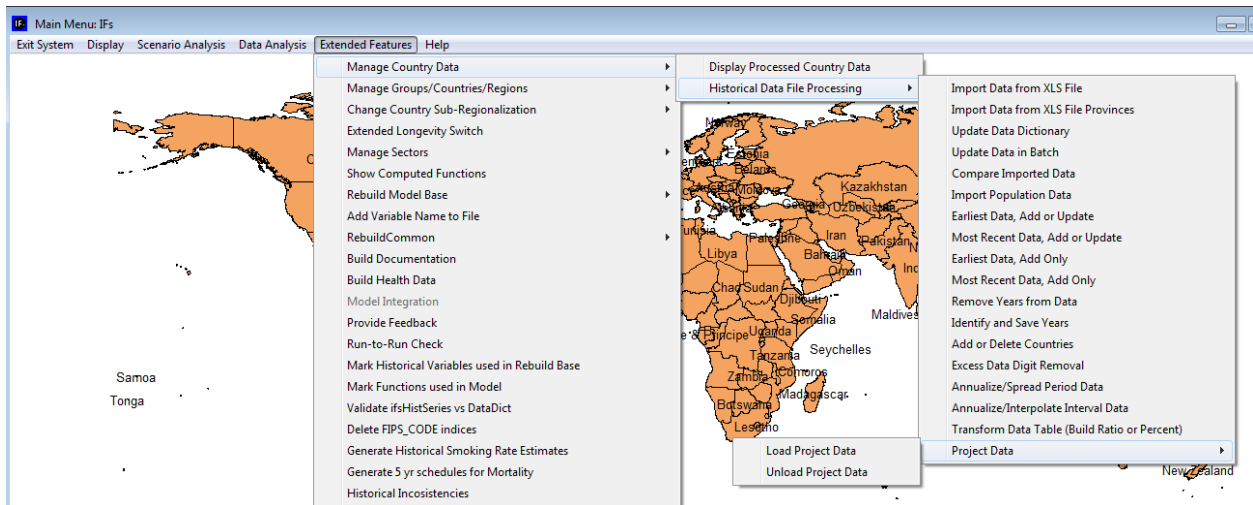 IFs Main Menu: IFs
Exit System Display Scenario Analysis Data Analysis Extended Features Help
Manage Country Data
Manage Groups/Countries/Regions
Change Country Sub-Regionalization
Extended Longevity Switch
Manage Sectors
Show Computed Functions
Rebuild Model Base
Add Variable Name to File
RebuildCommon
Build Documentation
Build Health Data
Model Integration
Provide Feedback
Run-to-Run Check
Mark Historical Variables used in Rebuild Base
Mark Functions used in Model
Validate ifsHistSeries vs DataDict
Delete FIPS_CODE indices
Generate Historical Smoking Rate Estimates
Generate 5 yr schedules for Mortality
Historical Incosistencies
Display Processed Country Data
Historical Data File Processing
Import Data from XLS File
Import Data from XLS File Provinces
Update Data Dictionary
Update Data in Batch
Compare Imported Data
Import Population Data
Earliest Data, Add or Update
Most Recent Data, Add or Update
Earliest Data, Add Only
Most Recent Data, Add Only
Remove Years from Data
Identify and Save Years
Add or Delete Countries
Excess Data Digit Removal
Annualize/Spread Period Data
Annualize/Interpolate Interval Data
Transform Data Table (Build Ratio or Percent)
Project Data
Load Project Data
Unload Project Data
Norway
Estonia
Belarus
Moldova
Kazakhstan
Georgia Uzbekistan
Palestine Iran Pakistan
Libya Bahrain
Oman
Chad Sudan
Djibouti
Somalia Maldives
Principe Uganda
Seychelles
Tanzania
Zambia Comoros
Madagascar
Botswana
Lesotho
Samoa
Tonga
New Zealand